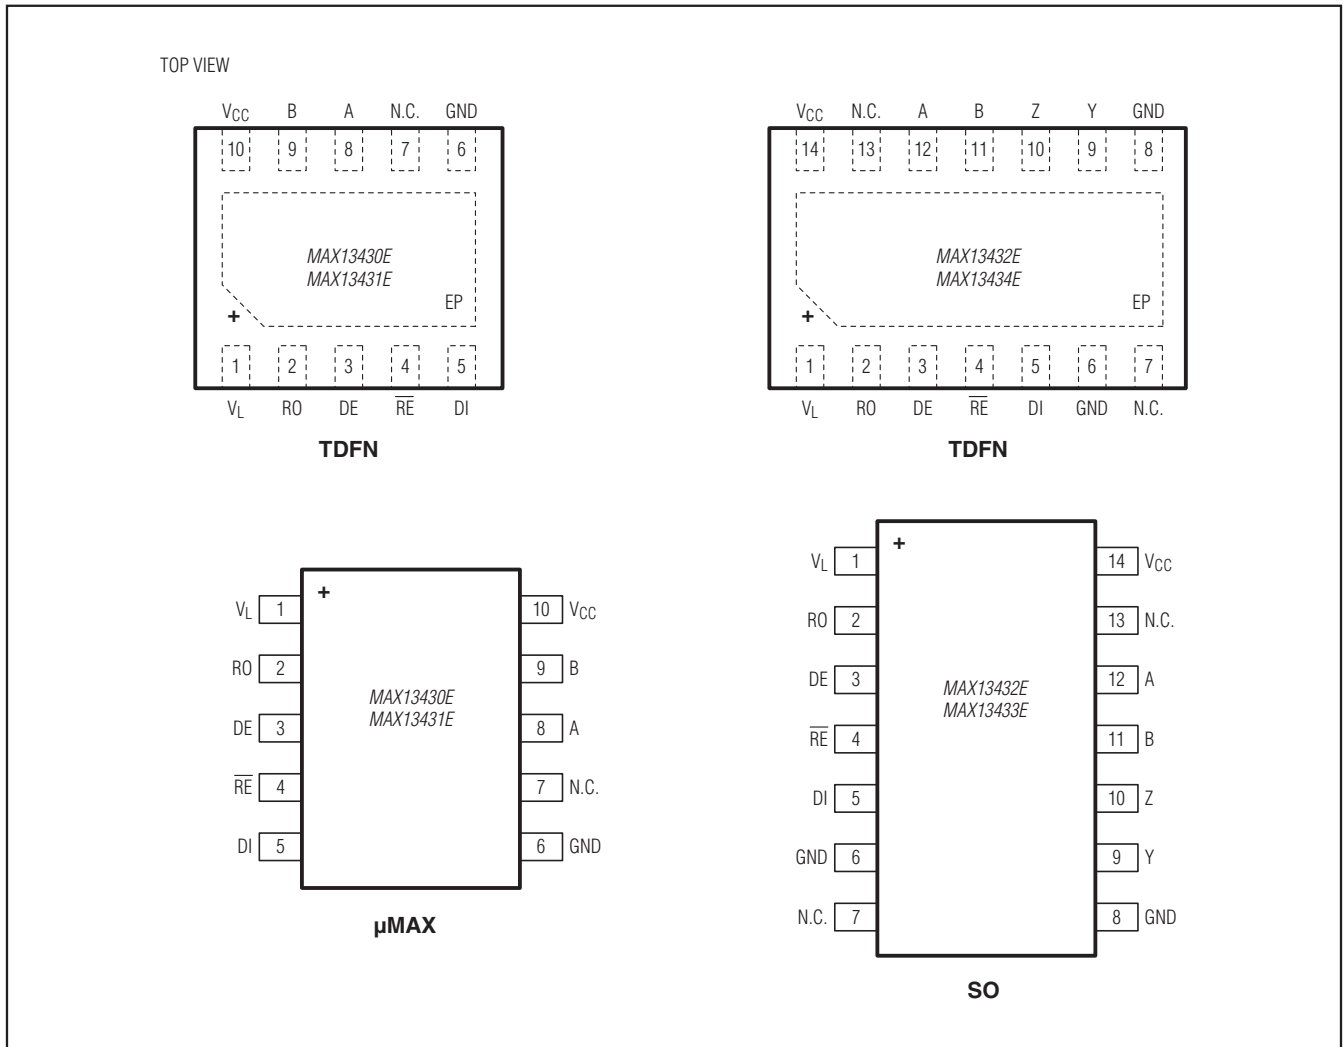 TOP VIEW
VCC B A N.C. GND
10 9 8 7 6
MAX13430E
MAX13431E
EP
+
1 2 3 4 5
VL RO DE R̅E̅ DI
TDFN
VCC N.C. A B Z Y GND
14 13 12 11 10 9 8
MAX13432E
MAX13434E
EP
+
1 2 3 4 5 6 7
VL RO DE R̅E̅ DI GND N.C.
TDFN
+
VL 1 10 VCC
RO 2 9 B
MAX13430E
MAX13431E
DE 3 8 A
R̅E̅ 4 7 N.C.
DI 5 6 GND
µMAX
+
VL 1 14 VCC
RO 2 13 N.C.
DE 3 12 A
MAX13432E
MAX13433E
R̅E̅ 4 11 B
DI 5 10 Z
GND 6 9 Y
N.C. 7 8 GND
SO